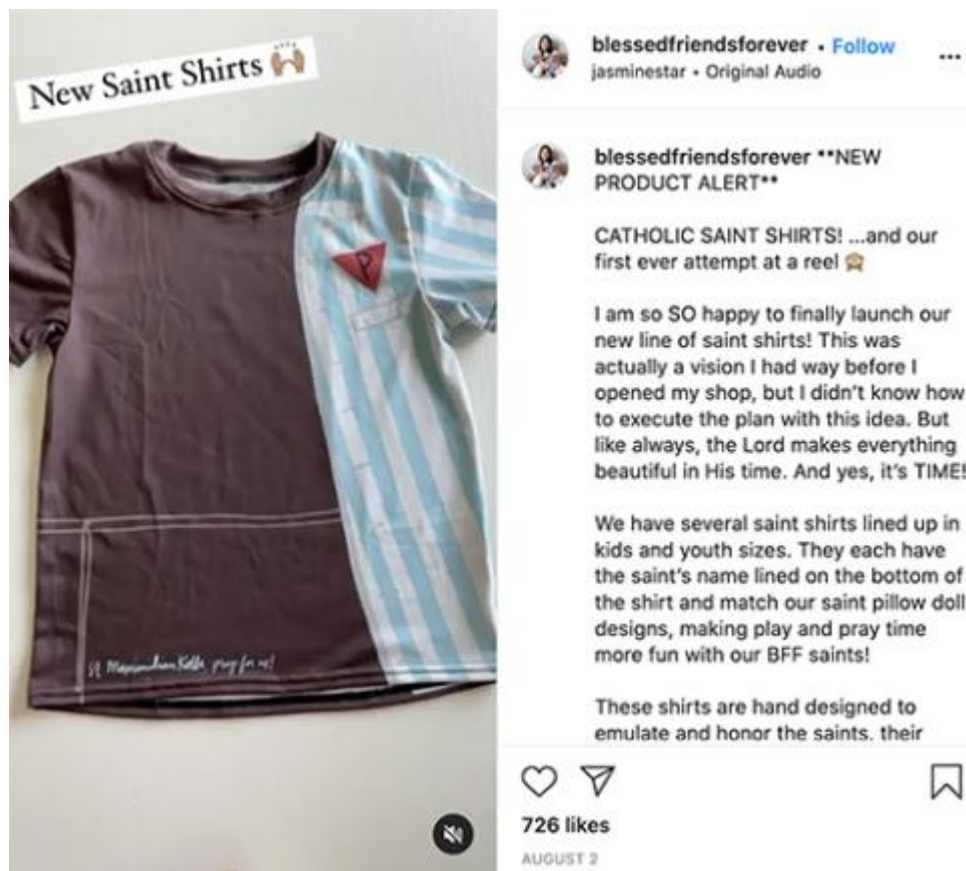 New Saint Shirts 🙌🏽
P
St Maximilian Kolbe, pray for us!
blessedfriendsforever • Follow
jasminestar • Original Audio
blessedfriendsforever **NEW
PRODUCT ALERT**
CATHOLIC SAINT SHIRTS! ...and our
first ever attempt at a reel 🙈
I am so SO happy to finally launch our
new line of saint shirts! This was
actually a vision I had way before I
opened my shop, but I didn't know how
to execute the plan with this idea. But
like always, the Lord makes everything
beautiful in His time. And yes, it's TIME!
We have several saint shirts lined up in
kids and youth sizes. They each have
the saint's name lined on the bottom of
the shirt and match our saint pillow doll
designs, making play and pray time
more fun with our BFF saints!
These shirts are hand designed to
emulate and honor the saints, their
726 likes
AUGUST 2